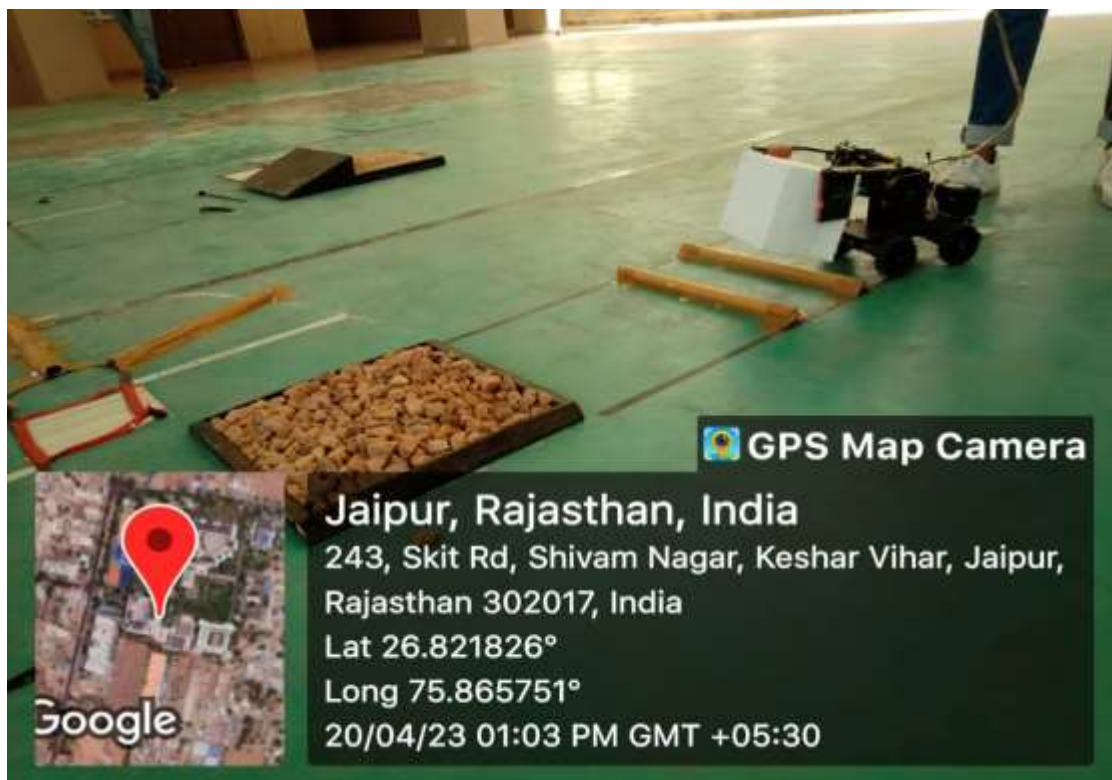 GPS Map Camera
Jaipur, Rajasthan, India
243, Skit Rd, Shivam Nagar, Keshar Vihar, Jaipur,
Rajasthan 302017, India
Lat 26.821826°
Long 75.865751°
20/04/23 01:03 PM GMT +05:30
Google